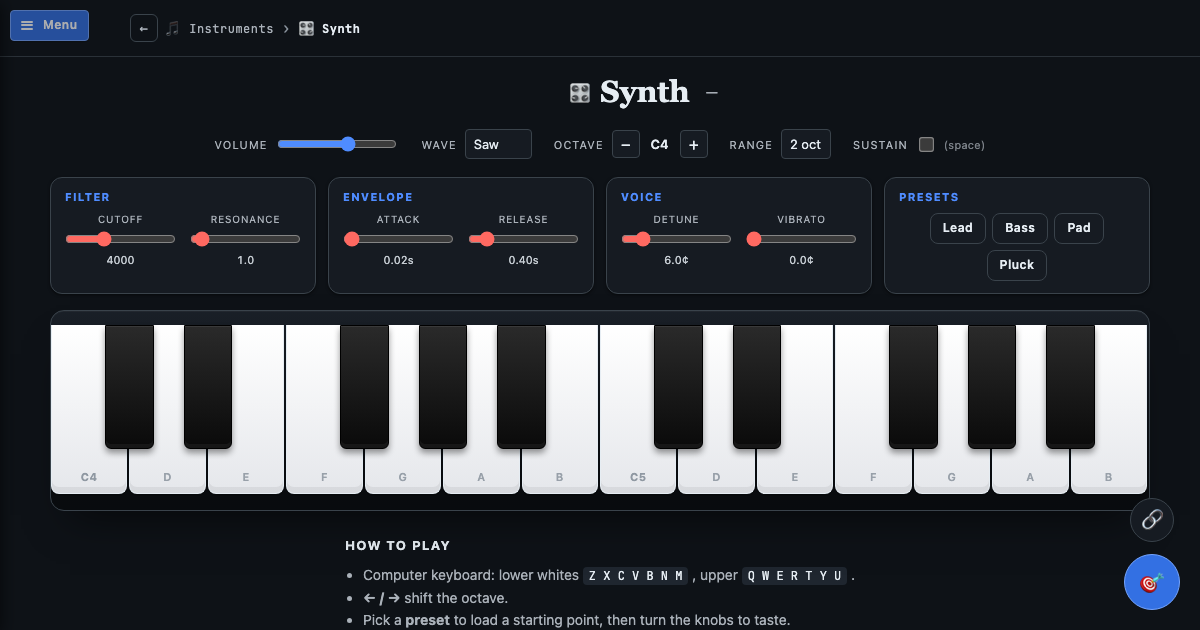 Menu
← Instruments › Synth
Synth –
VOLUME WAVE Saw OCTAVE − C4 + RANGE 2 oct SUSTAIN (space)
FILTER ENVELOPE VOICE PRESETS
CUTOFF RESONANCE ATTACK RELEASE DETUNE VIBRATO Lead Bass Pad
4000 1.0 0.02s 0.40s 6.0¢ 0.0¢ Pluck
C4 D E F G A B C5 D E F G A B
HOW TO PLAY
• Computer keyboard: lower whites Z X C V B N M , upper Q W E R T Y U .
• ← / → shift the octave.
• Pick a preset to load a starting point, then turn the knobs to taste.